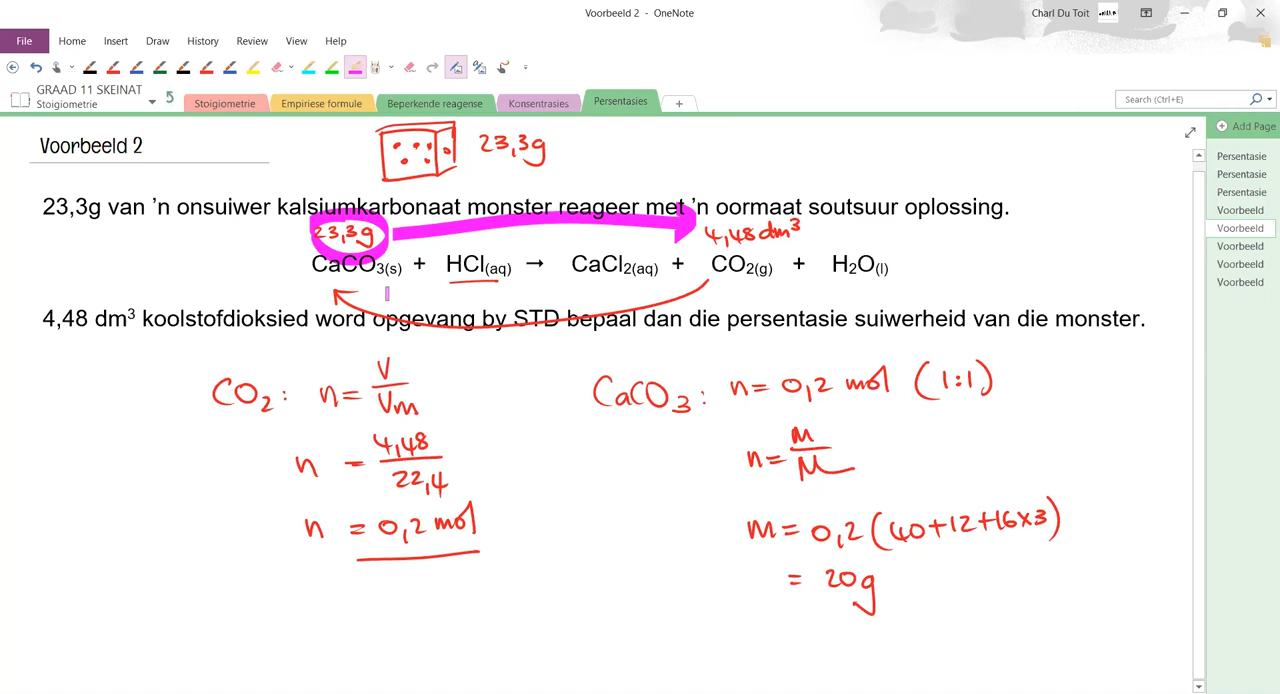 Voorbeeld 2 - OneNote
Charl Du Toit
File Home Insert Draw History Review View Help
GRAAD 11 SKEINAT
Stoigiometrie
Stoigiometrie Empiriese formule Beperkende reagense Konsentrasies Persentasies +
Search (Ctrl+E)
Add Page
Persentasie
Persentasie
Persentasie
Voorbeeld
Voorbeeld
Voorbeeld
Voorbeeld
Voorbeeld
Voorbeeld 2
23,3g
23,3g van 'n onsuiwer kalsiumkarbonaat monster reageer met 'n oormaat soutsuur oplossing.
23,3g 4,48 dm³
CaCO₃(s) + HCl(aq) → CaCl₂(aq) + CO₂(g) + H₂O(l)
4,48 dm³ koolstofdioksied word opgevang by STD bepaal dan die persentasie suiwerheid van die monster.
CO₂: n = V/Vm
n = 4,48/22,4
n = 0,2 mol
CaCO₃: n = 0,2 mol (1:1)
n = m/M
m = 0,2 (40+12+16×3)
= 20g